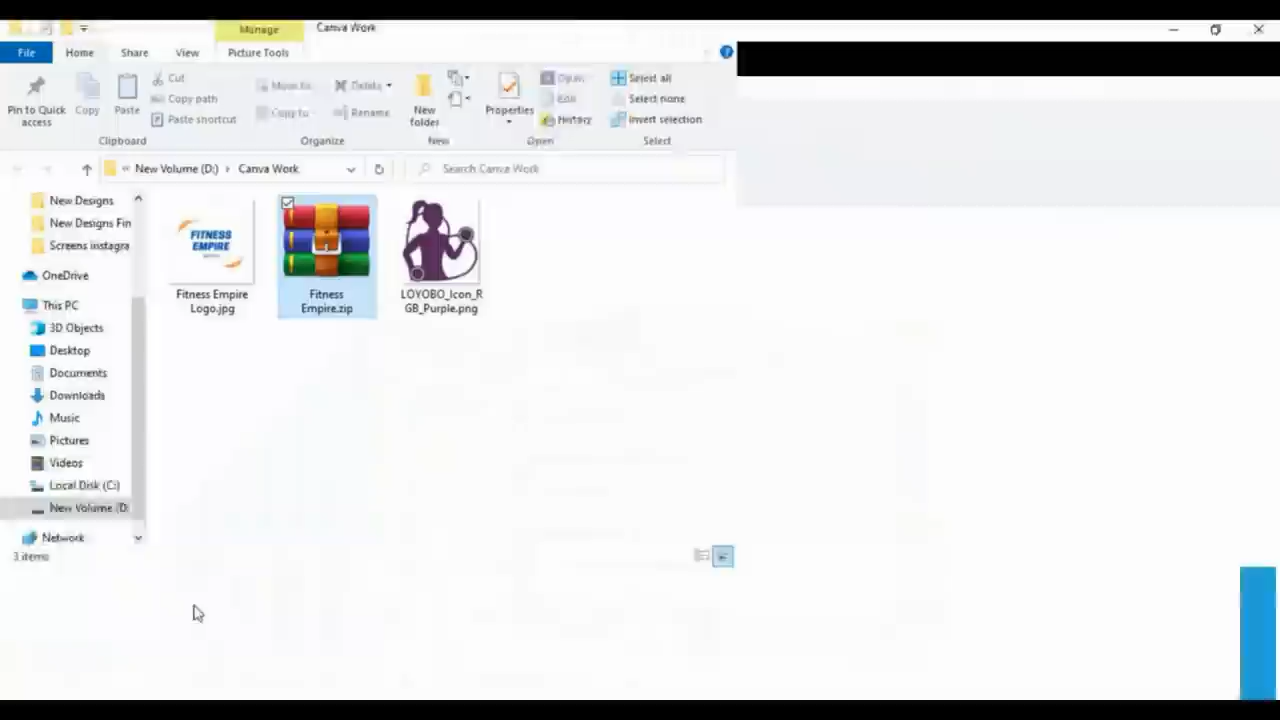 Manage
Canva Work
File
Home
Share
View
Picture Tools
Pin to Quick
access
Copy
Paste
Cut
Copy path
Paste shortcut
Clipboard
Move to
Copy to
Delete
Rename
Organize
New
folder
New
Properties
Open
Edit
History
Open
Select all
Select none
Invert selection
Select
New Volume (D:)
Canva Work
Search Canva Work
New Designs
New Designs Fin
Screens instagra
OneDrive
This PC
3D Objects
Desktop
Documents
Downloads
Music
Pictures
Videos
Local Disk (C:)
New Volume (D:
Network
3 items
FITNESS
EMPIRE
Fitness Empire
Logo.jpg
Fitness
Empire.zip
LOYOBO_Icon_R
GB_Purple.png